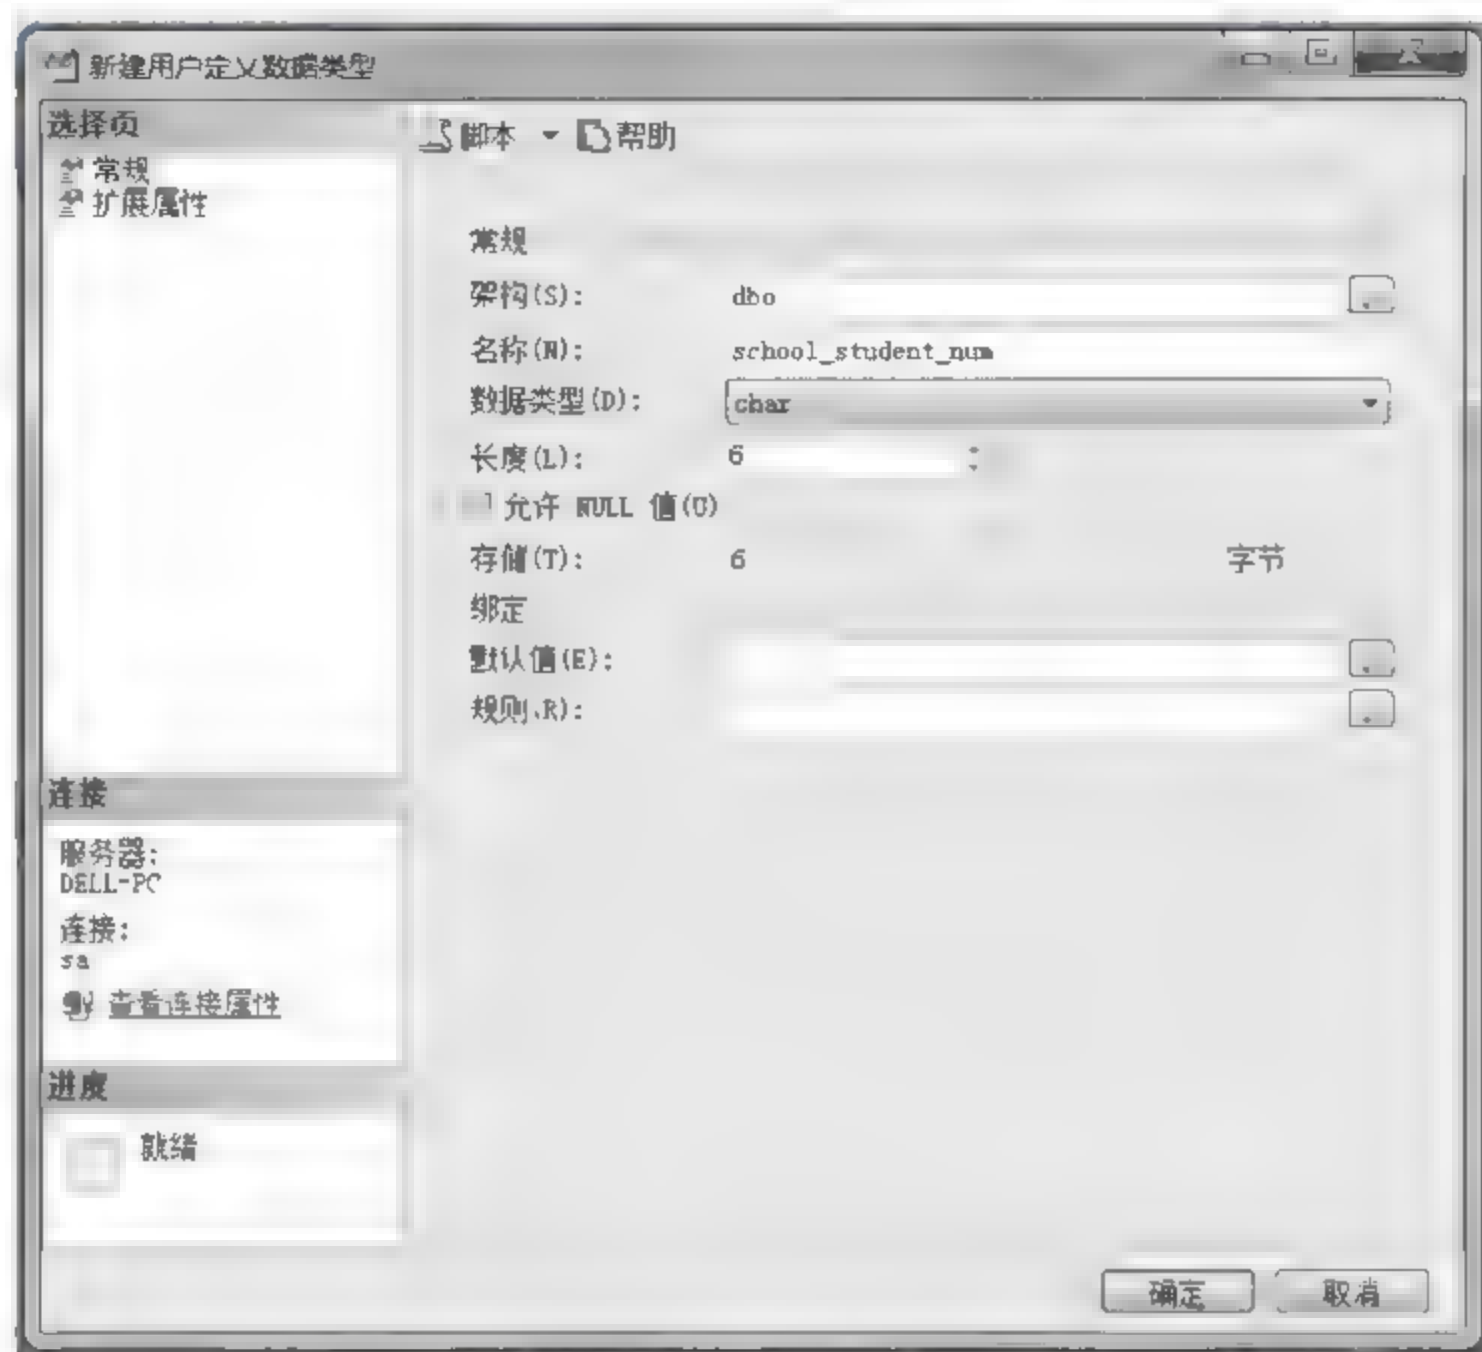 新建用户定义数据类型
选择页
常规
扩展属性
脚本 帮助
常规
架构(S): dbo
名称(N): school_student_num
数据类型(D): char
长度(L): 6
允许 NULL 值(U)
存储(T): 6 字节
绑定
默认值(E):
规则(R):
连接
服务器:
DELL-PC
连接:
sa
查看连接属性
进度
就绪
确定 取消